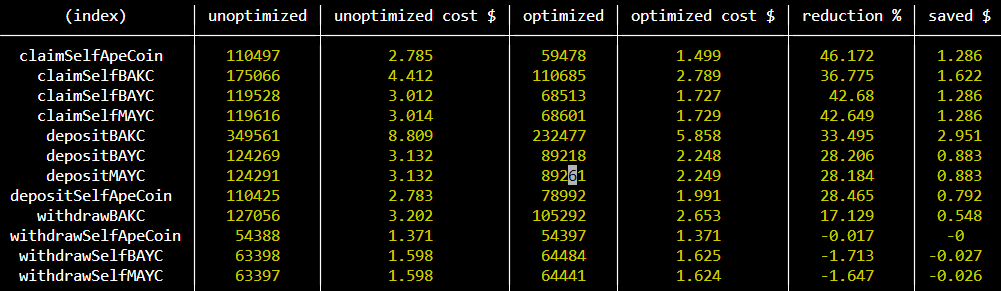 (index) unoptimized unoptimized cost $ optimized optimized cost $ reduction % saved $
claimSelfApeCoin 110497 2.785 59478 1.499 46.172 1.286
claimSelfBAKC 175066 4.412 110685 2.789 36.775 1.622
claimSelfBAYC 119528 3.012 68513 1.727 42.68 1.286
claimSelfMAYC 119616 3.014 68601 1.729 42.649 1.286
depositBAKC 349561 8.809 232477 5.858 33.495 2.951
depositBAYC 124269 3.132 89218 2.248 28.206 0.883
depositMAYC 124291 3.132 89261 2.249 28.184 0.883
depositSelfApeCoin 110425 2.783 78992 1.991 28.465 0.792
withdrawBAKC 127056 3.202 105292 2.653 17.129 0.548
withdrawSelfApeCoin 54388 1.371 54397 1.371 -0.017 -0
withdrawSelfBAYC 63398 1.598 64484 1.625 -1.713 -0.027
withdrawSelfMAYC 63397 1.598 64441 1.624 -1.647 -0.026